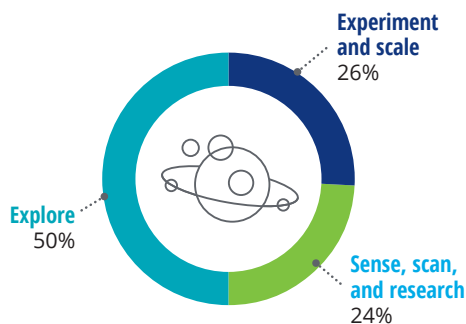 Experiment
and scale
26%
Explore
50%
Sense, scan,
and research
24%